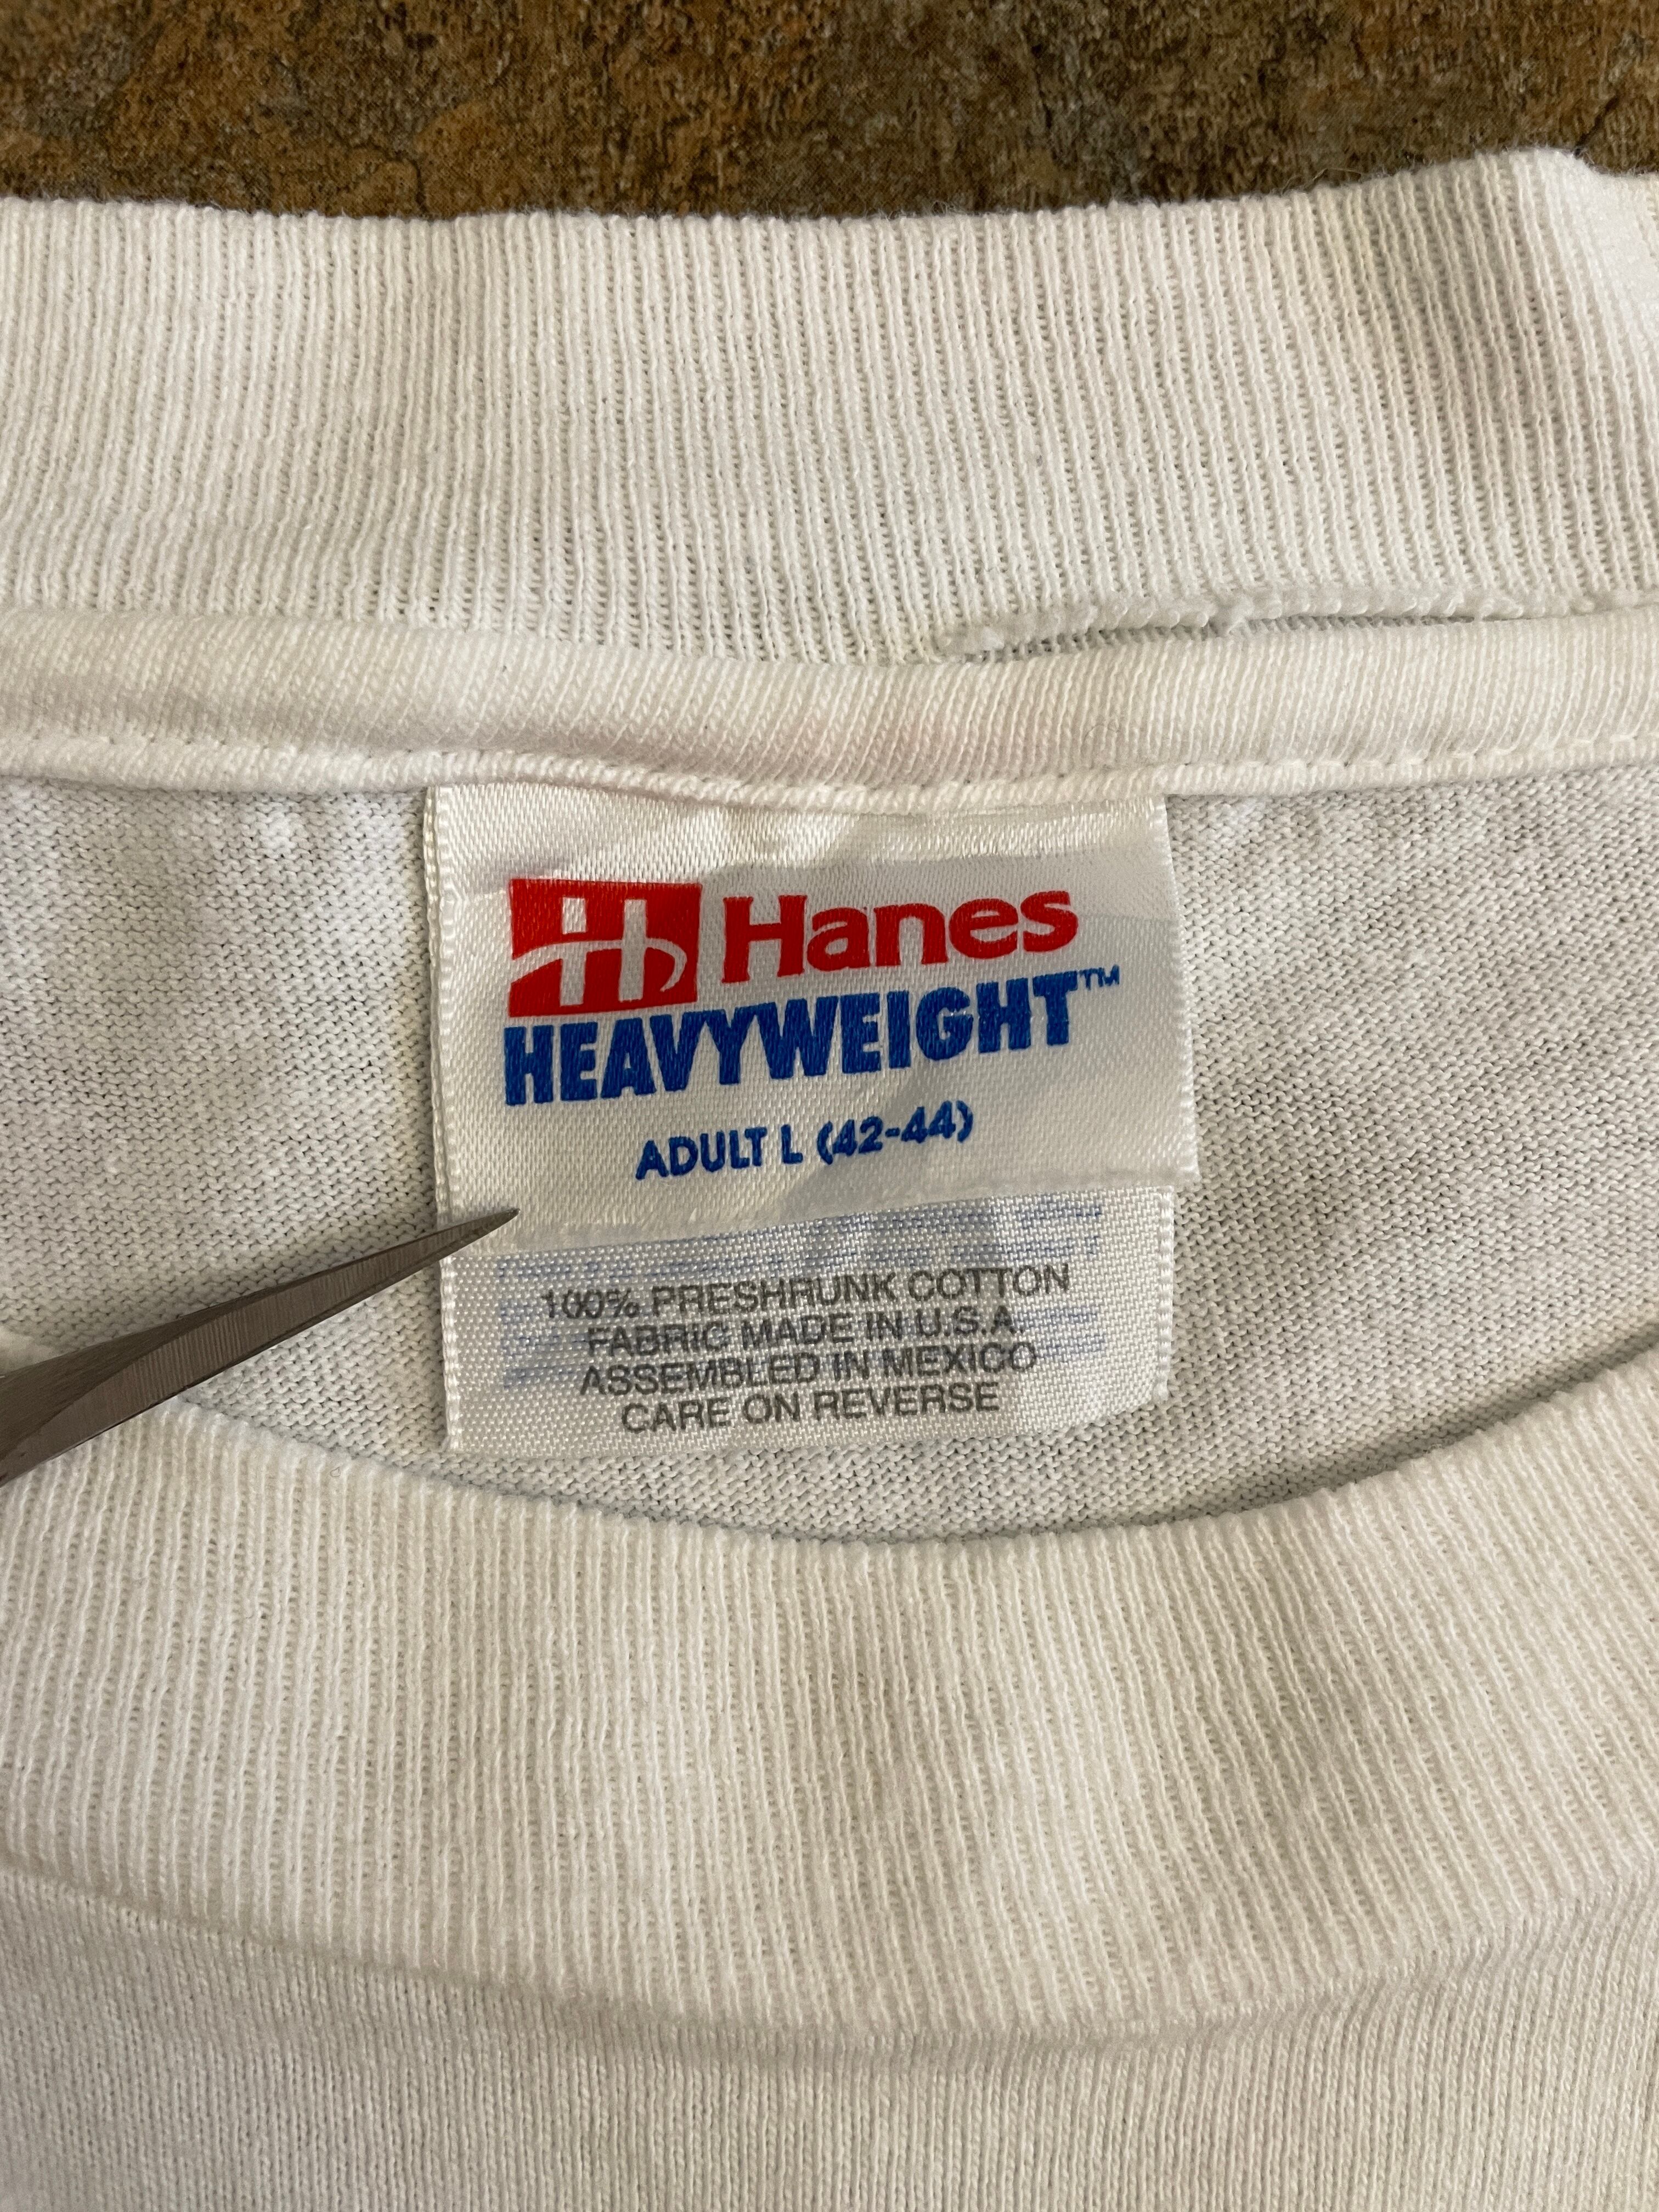 Hanes
HEAVYWEIGHT™
ADULT L (42-44)
100% PRESHRUNK COTTON
FABRIC MADE IN U.S.A.
ASSEMBLED IN MEXICO
CARE ON REVERSE